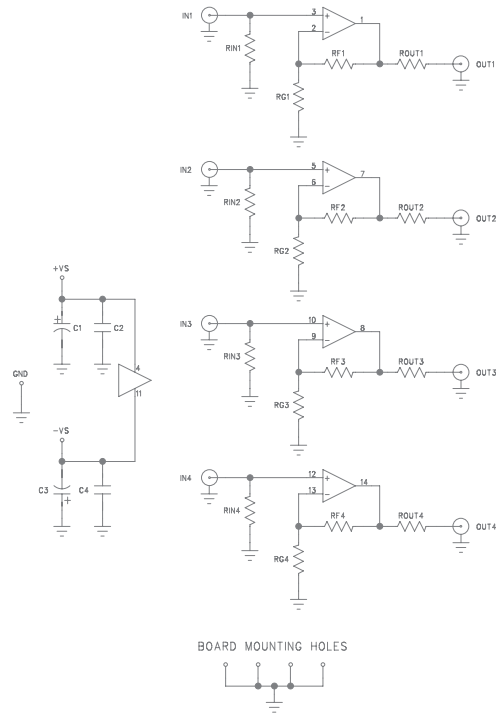 IN1
3
+
2
−
1
RIN1
RF1
ROUT1
OUT1
RG1
IN2
5
+
6
−
7
RIN2
RF2
ROUT2
OUT2
RG2
+VS
+
C1
C2
4
11
GND
−VS
C3
+
C4
IN3
10
+
9
−
8
RIN3
RF3
ROUT3
OUT3
RG3
IN4
12
+
13
−
14
RIN4
RF4
ROUT4
OUT4
RG4
BOARD MOUNTING HOLES